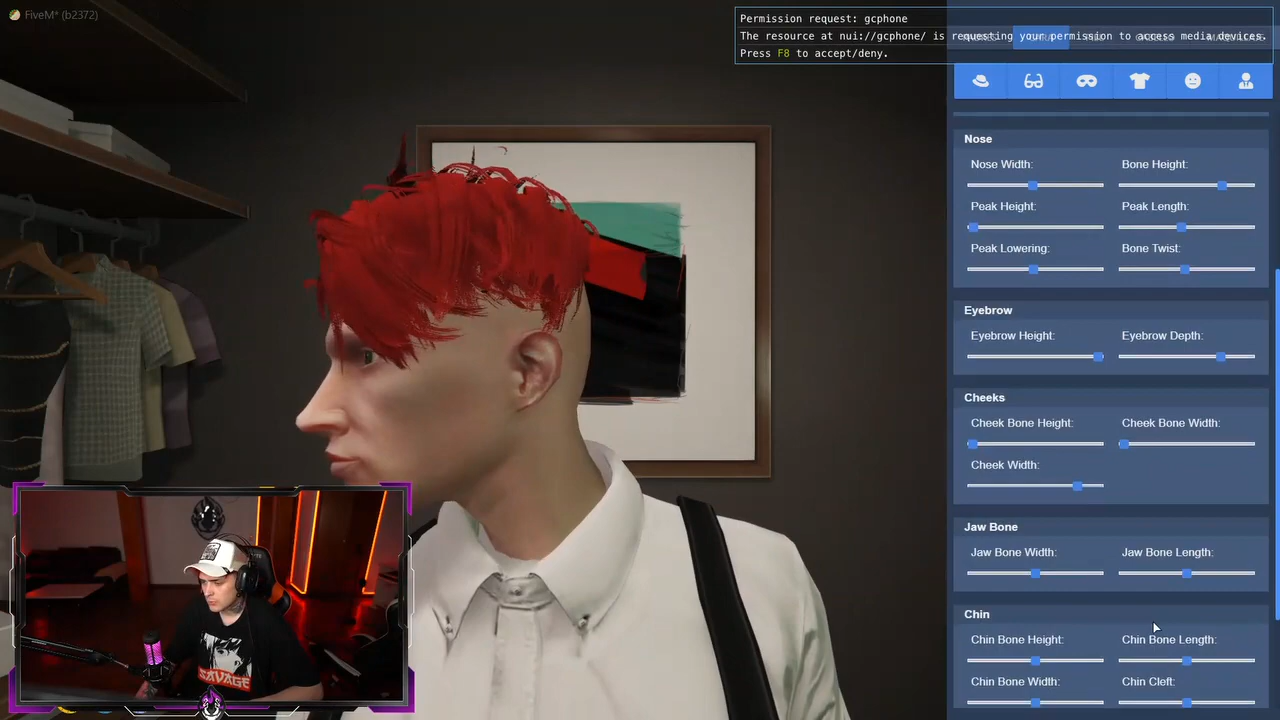 FiveM* (b2372)
Permission request: gcphone
The resource at nui://gcphone/ is requesting your permission to access media devices.
Press F8 to accept/deny.
Nose
Nose Width: Bone Height:
Peak Height: Peak Length:
Peak Lowering: Bone Twist:
Eyebrow
Eyebrow Height: Eyebrow Depth:
Cheeks
Cheek Bone Height: Cheek Bone Width:
Cheek Width:
Jaw Bone
Jaw Bone Width: Jaw Bone Length:
Chin
Chin Bone Height: Chin Bone Length:
Chin Bone Width: Chin Cleft:
SAVAGE